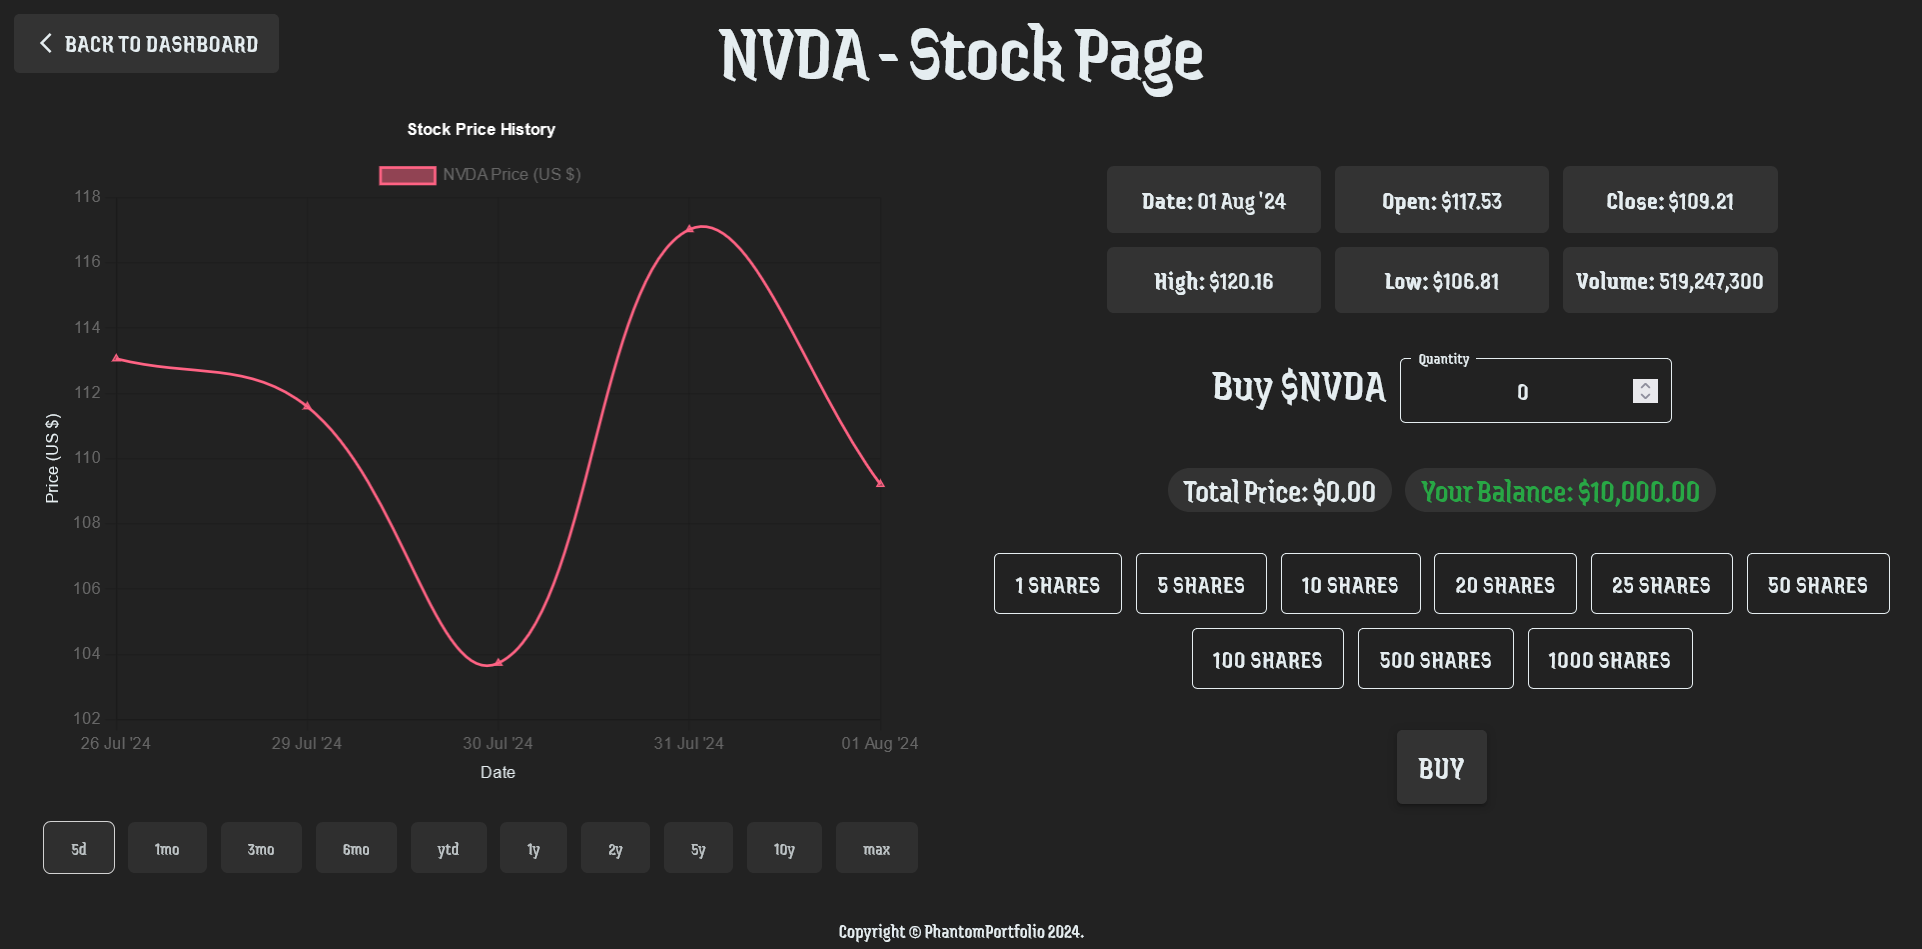 BACK TO DASHBOARD
NVDA - Stock Page
Stock Price History
NVDA Price (US $)
118
116
114
112
110
108
106
104
102
Price (US $)
26 Jul '24
29 Jul '24
30 Jul '24
31 Jul '24
01 Aug '24
Date
5d
1mo
3mo
6mo
ytd
1y
2y
5y
10y
max
Date: 01 Aug '24
Open: $117.53
Close: $109.21
High: $120.16
Low: $106.81
Volume: 519,247,300
Buy $NVDA
Quantity
0
Total Price: $0.00
Your Balance: $10,000.00
1 SHARES
5 SHARES
10 SHARES
20 SHARES
25 SHARES
50 SHARES
100 SHARES
500 SHARES
1000 SHARES
BUY
Copyright © PhantomPortfolio 2024.